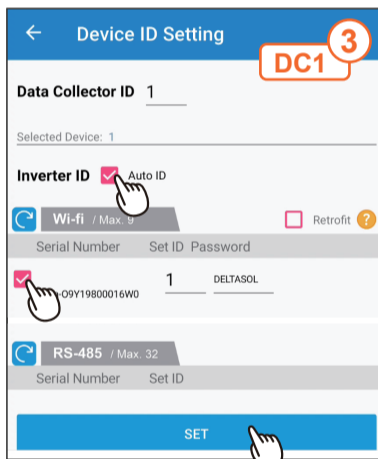 ← Device ID Setting
3
DC1
Data Collector ID 1
Selected Device: 1
Inverter ID Auto ID
Wi-fi / Max. 9
Retrofit ?
Serial Number Set ID Password
-O9Y19800016W0 1 DELTASOL
RS-485 / Max. 32
Serial Number Set ID
SET